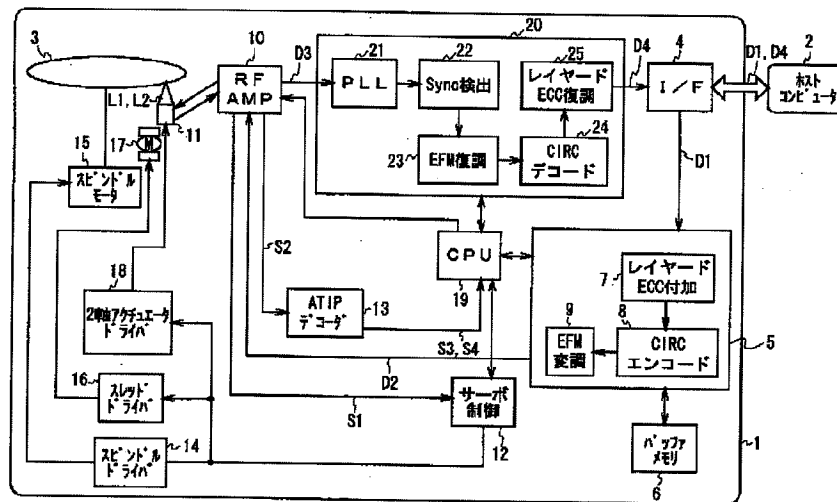 3
L1, L2
17
M
11
15
スピンドル
モータ
10
RF
AMP
D3
20
21
PLL
22
Sync検出
23
EFM復調
24
CIRC
デコード
25
レイヤード
ECC復調
D4
4
I/F
D1, D4
2
ホスト
コンピュータ
D1
S2
CPU
19
13
ATIP
デコーダ
S3, S4
18
2軸アクチュエータ
ドライバ
7
レイヤード
ECC付加
8
CIRC
エンコード
9
EFM
変調
5
D2
16
スレッド
ドライバ
S1
サーボ
制御
12
14
スピンドル
ドライバ
バッファ
メモリ
6
1